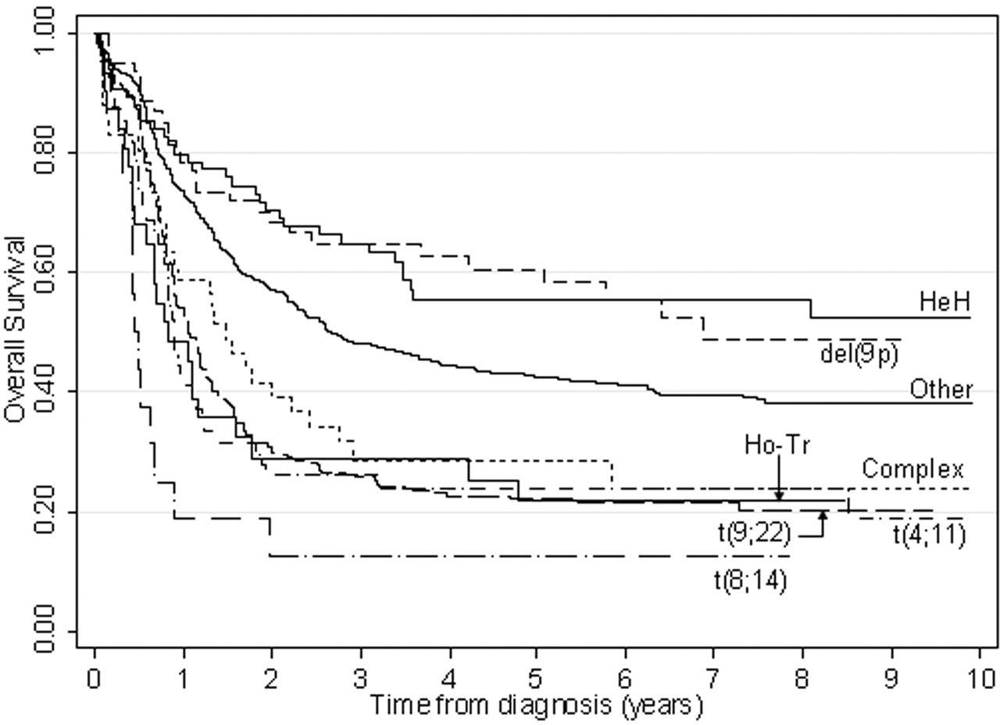 Overall Survival
1.00
0.80
0.60
0.40
0.20
0.00
HeH
del(9p)
Other
Ho-Tr
Complex
t(9;22)
t(4;11)
t(8;14)
0 1 2 3 4 5 6 7 8 9 10
Time from diagnosis (years)